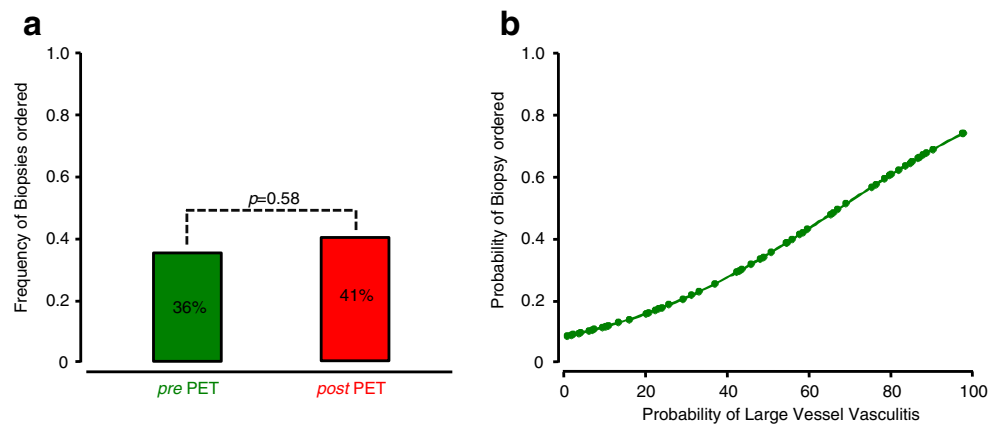 a
Frequency of Biopsies ordered
1.0
0.8
0.6
0.4
0.2
0
p=0.58
36%
41%
pre PET
post PET
b
Probability of Biopsy ordered
1.0
0.8
0.6
0.4
0.2
0
0 20 40 60 80 100
Probability of Large Vessel Vasculitis